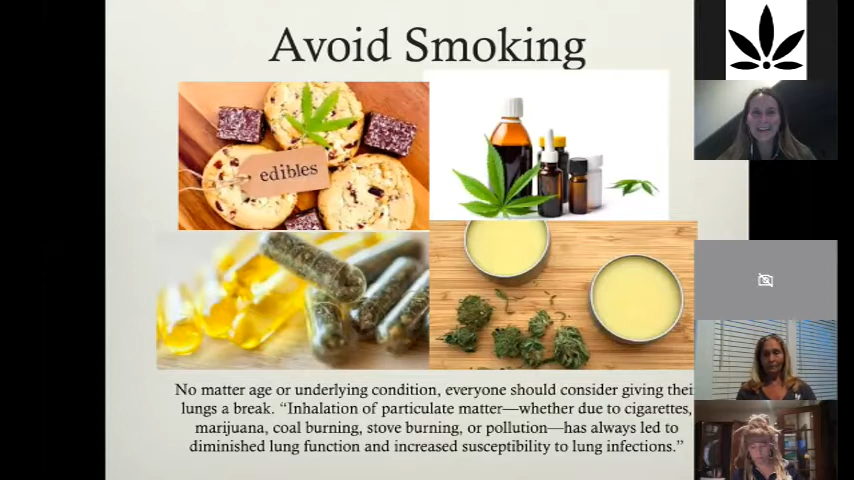 Avoid Smoking
edibles
No matter age or underlying condition, everyone should consider giving their
lungs a break. “Inhalation of particulate matter—whether due to cigarettes,
marijuana, coal burning, stove burning, or pollution—has always led to
diminished lung function and increased susceptibility to lung infections.”